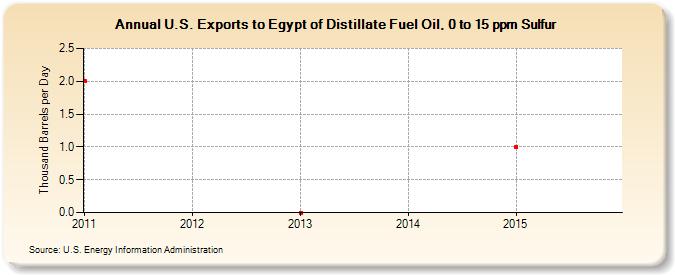 Annual U.S. Exports to Egypt of Distillate Fuel Oil, 0 to 15 ppm Sulfur
Thousand Barrels per Day
2.5
2.0
1.5
1.0
0.5
0.0
2011 2012 2013 2014 2015
Source: U.S. Energy Information Administration